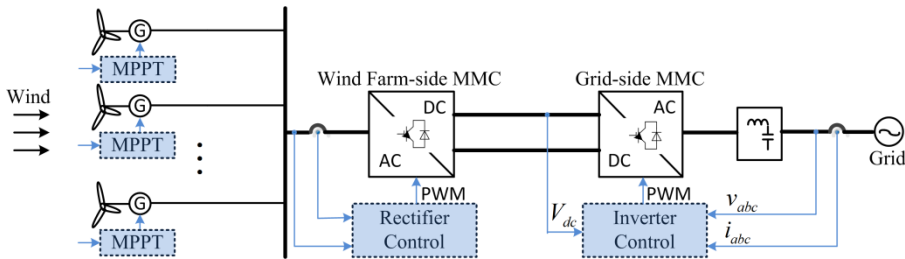 G
MPPT
Wind
G
MPPT
G
MPPT
Wind Farm-side MMC
DC
AC
PWM
Rectifier
Control
Grid-side MMC
AC
DC
PWM
Inverter
Control
V_dc
v_abc
i_abc
Grid